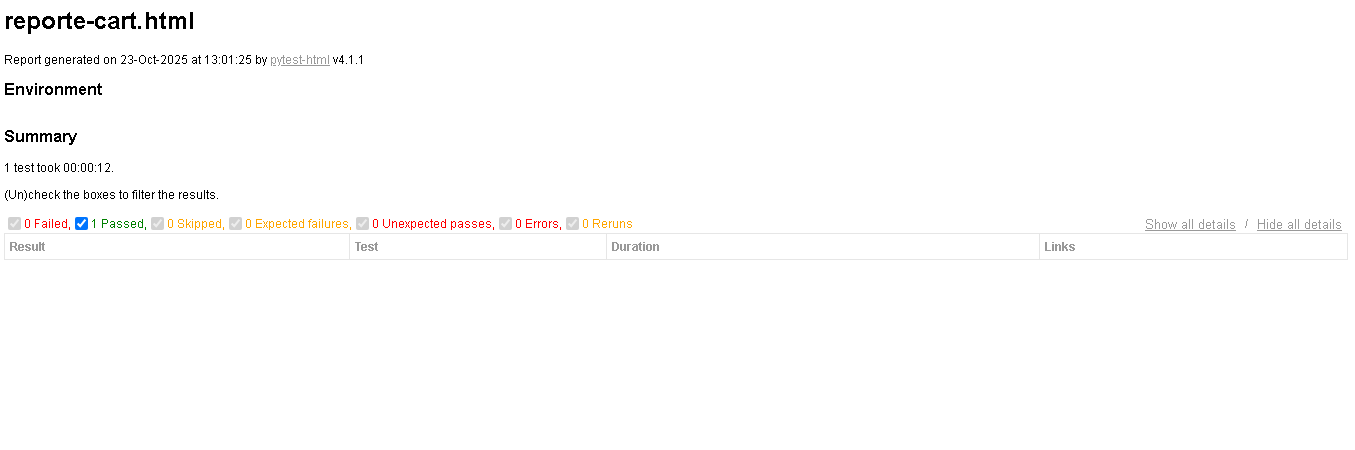 reporte-cart.html
Report generated on 23-Oct-2025 at 13:01:25 by pytest-html v4.1.1
Environment
Summary
1 test took 00:00:12.
(Un)check the boxes to filter the results.
0 Failed, 1 Passed, 0 Skipped, 0 Expected failures, 0 Unexpected passes, 0 Errors, 0 Reruns Show all details / Hide all details
Result Test Duration Links